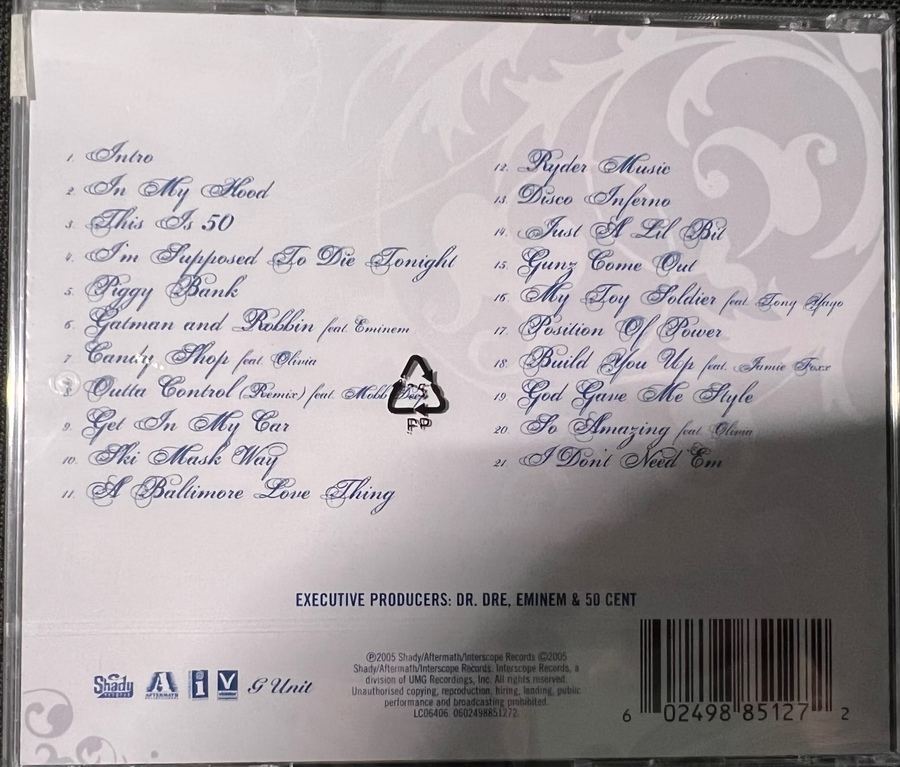 1. Intro
2. In My Hood
3. This Is 50
4. I'm Supposed To Die Tonight
5. Piggy Bank
6. Gatman and Robbin feat. Eminem
7. Candy Shop feat. Olivia
8. Outta Control (Remix) feat. Mobb Deep
9. Get In My Car
10. Ski Mask Way
11. A Baltimore Love Thing
12. Ryder Music
13. Disco Inferno
14. Just A Lil Bit
15. Gunz Come Out
16. My Toy Soldier feat. Tony Yayo
17. Position Of Power
18. Build You Up feat. Jamie Foxx
19. God Gave Me Style
20. So Amazing feat. Olivia
21. I Don't Need 'Em
EXECUTIVE PRODUCERS: DR. DRE, EMINEM & 50 CENT
Shady RECORDS
A AFTERMATH
i
V
G Unit
Ⓟ2005 Shady/Aftermath/Interscope Records ©2005
Shady/Aftermath/Interscope Records. Interscope Records, a
division of UMG Recordings, Inc. All rights reserved.
Unauthorised copying, reproduction, hiring, lending, public
performance and broadcasting prohibited.
LC06406. 0602498851272.
6 02498 85127 2